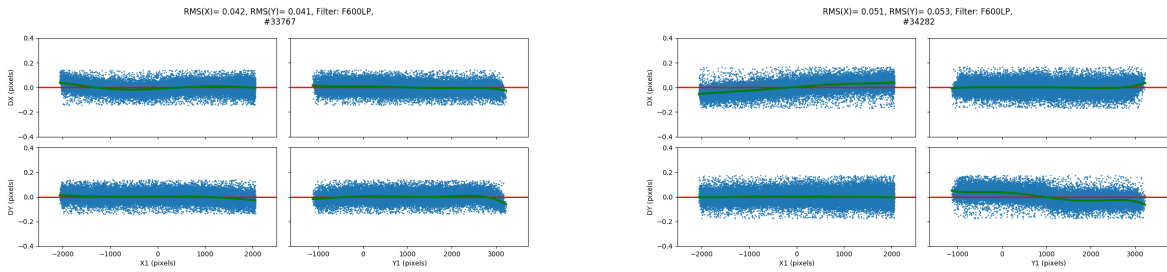 RMS(X)= 0.042, RMS(Y)= 0.041, Filter: F600LP,
#33767
0.4
0.2
0.0
−0.2
−0.4
DX (pixels)
0.4
0.2
0.0
−0.2
−0.4
DY (pixels)
−2000 −1000 0 1000 2000
X1 (pixels)
−1000 0 1000 2000 3000
Y1 (pixels)
RMS(X)= 0.051, RMS(Y)= 0.053, Filter: F600LP,
#34282
0.4
0.2
0.0
−0.2
−0.4
DX (pixels)
0.4
0.2
0.0
−0.2
−0.4
DY (pixels)
−2000 −1000 0 1000 2000
X1 (pixels)
−1000 0 1000 2000 3000
Y1 (pixels)